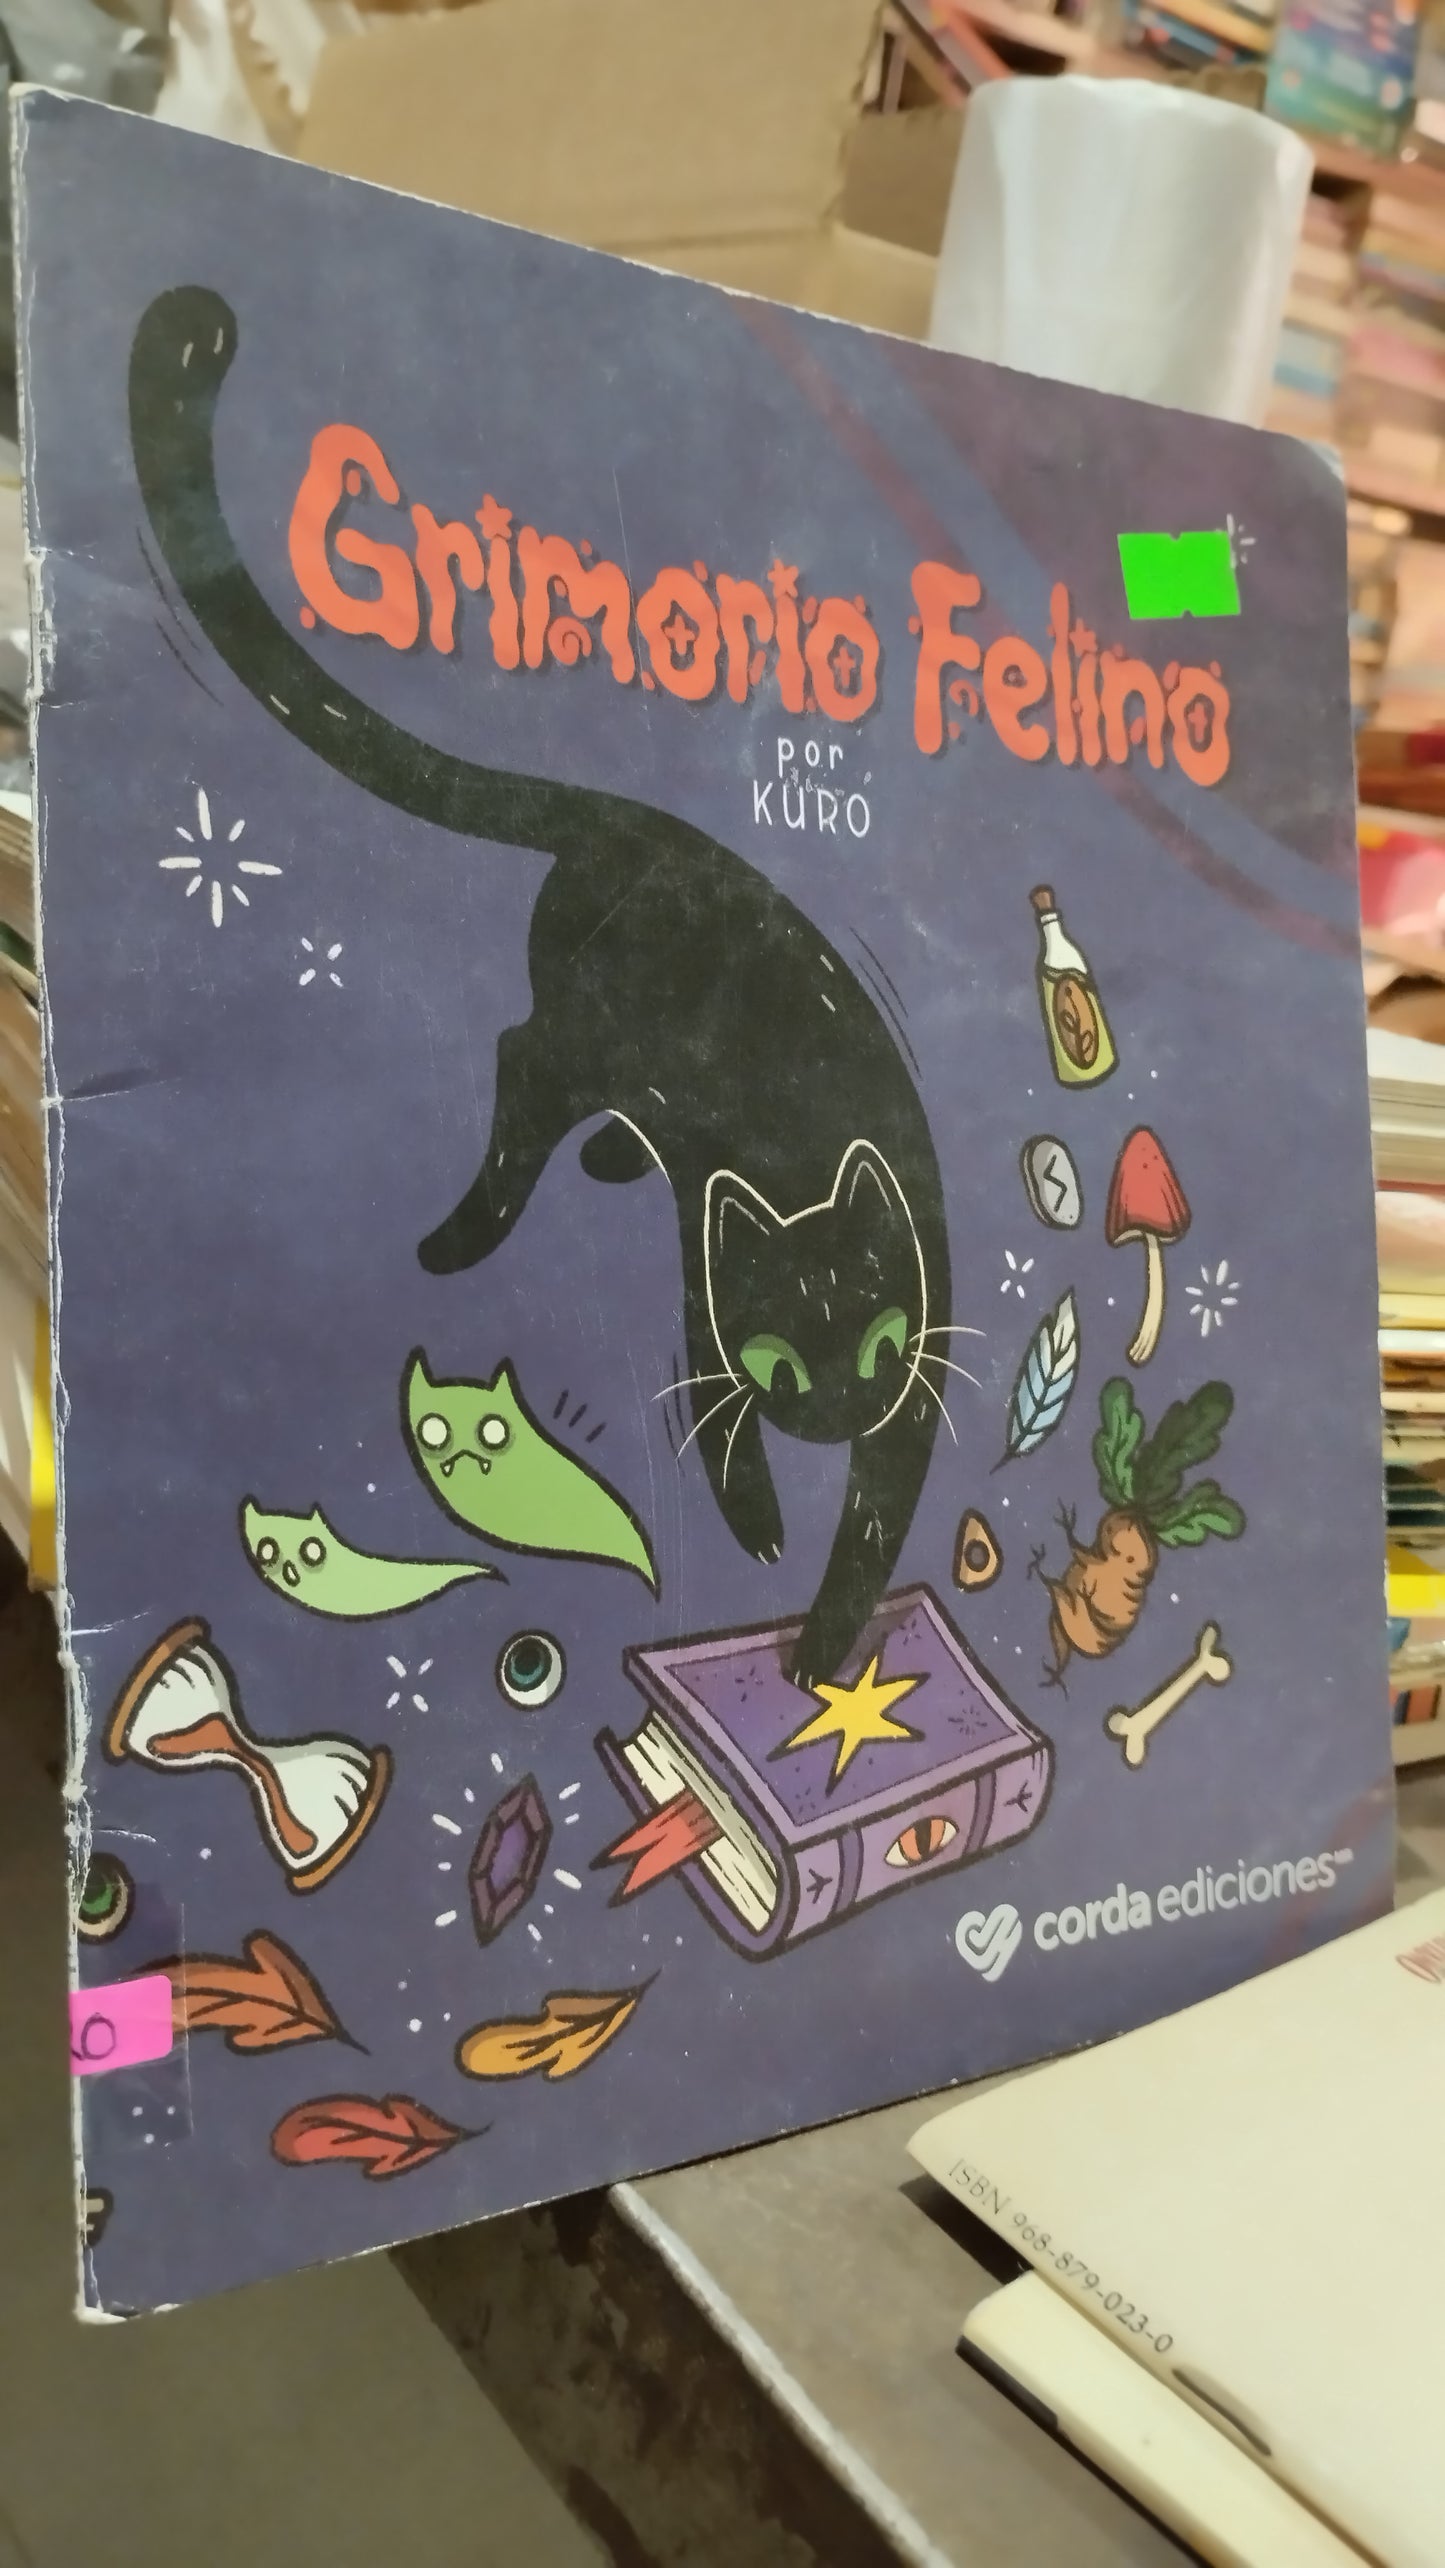 Grimorio Felino
por
KURO
corda ediciones
ISBN 968-879-023-0